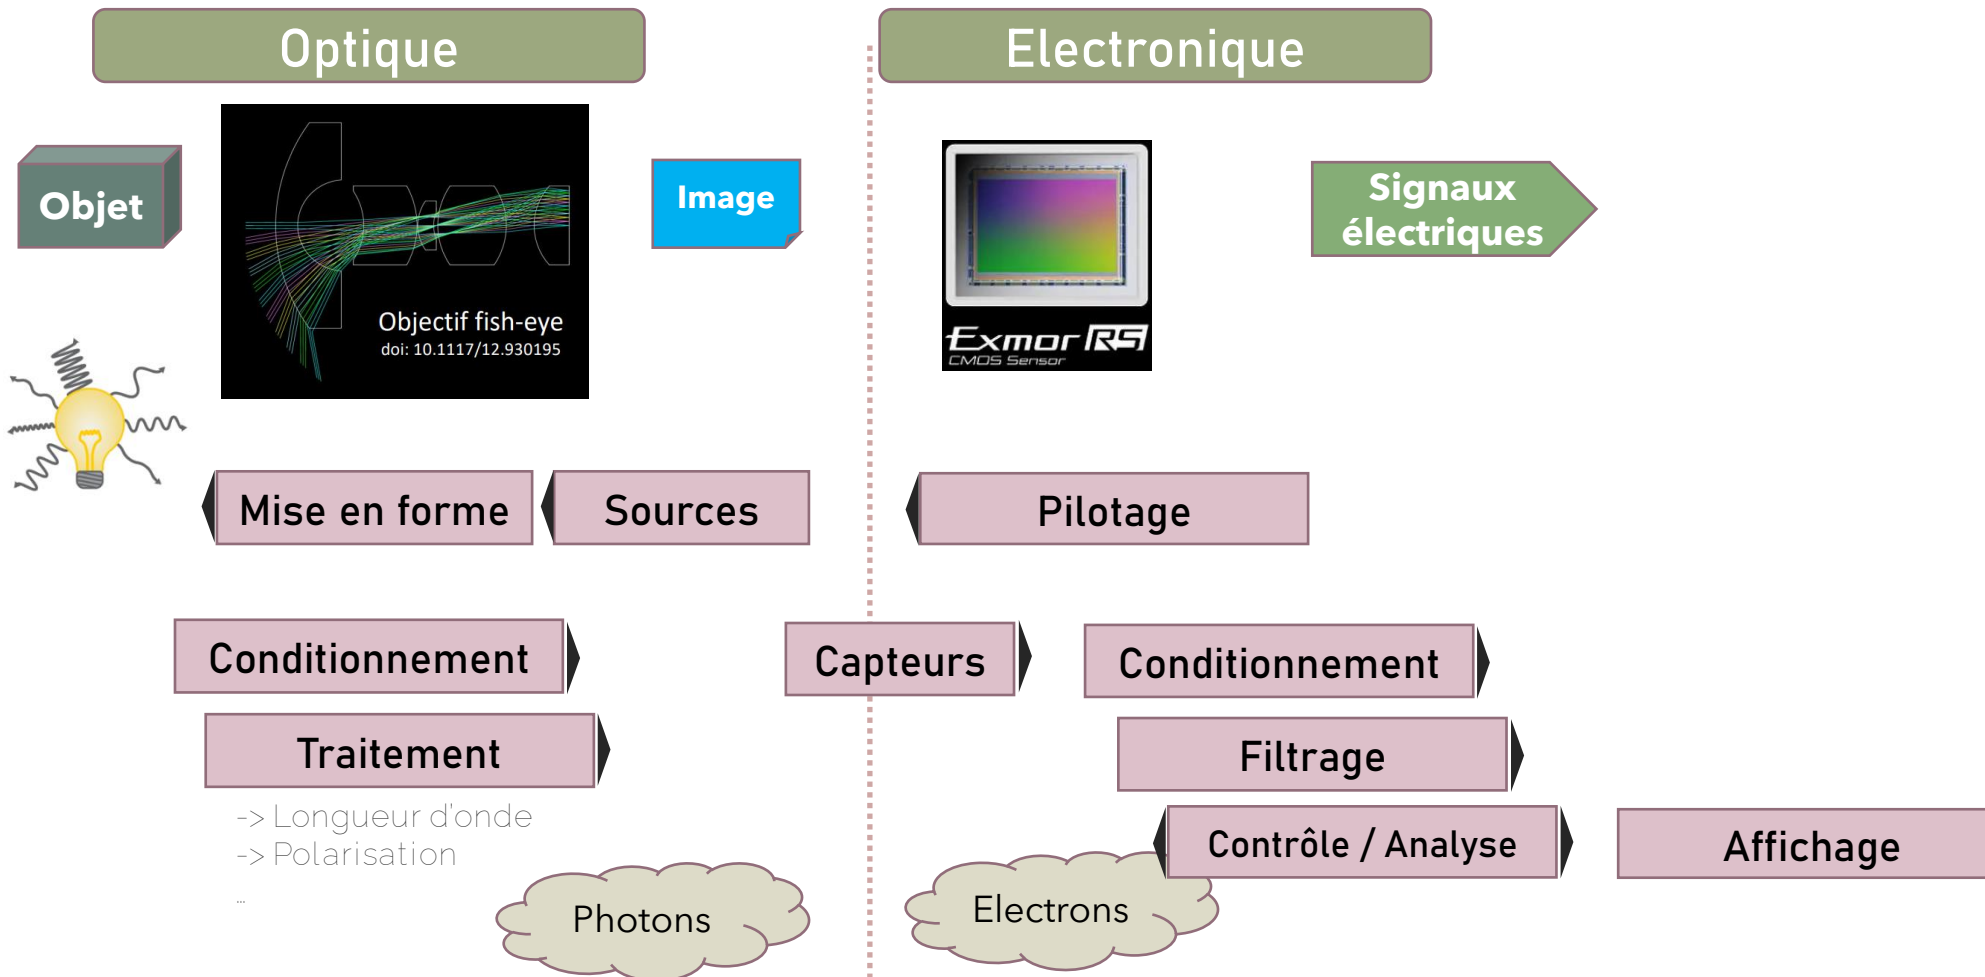 Optique
Electronique
Objet
Image
Signaux
électriques
Objectif fish-eye
doi: 10.1117/12.930195
Exmor RS
CMOS Sensor
Mise en forme
Sources
Pilotage
Conditionnement
Capteurs
Conditionnement
Traitement
Filtrage
-> Longueur d'onde
-> Polarisation
...
Contrôle / Analyse
Affichage
Photons
Electrons